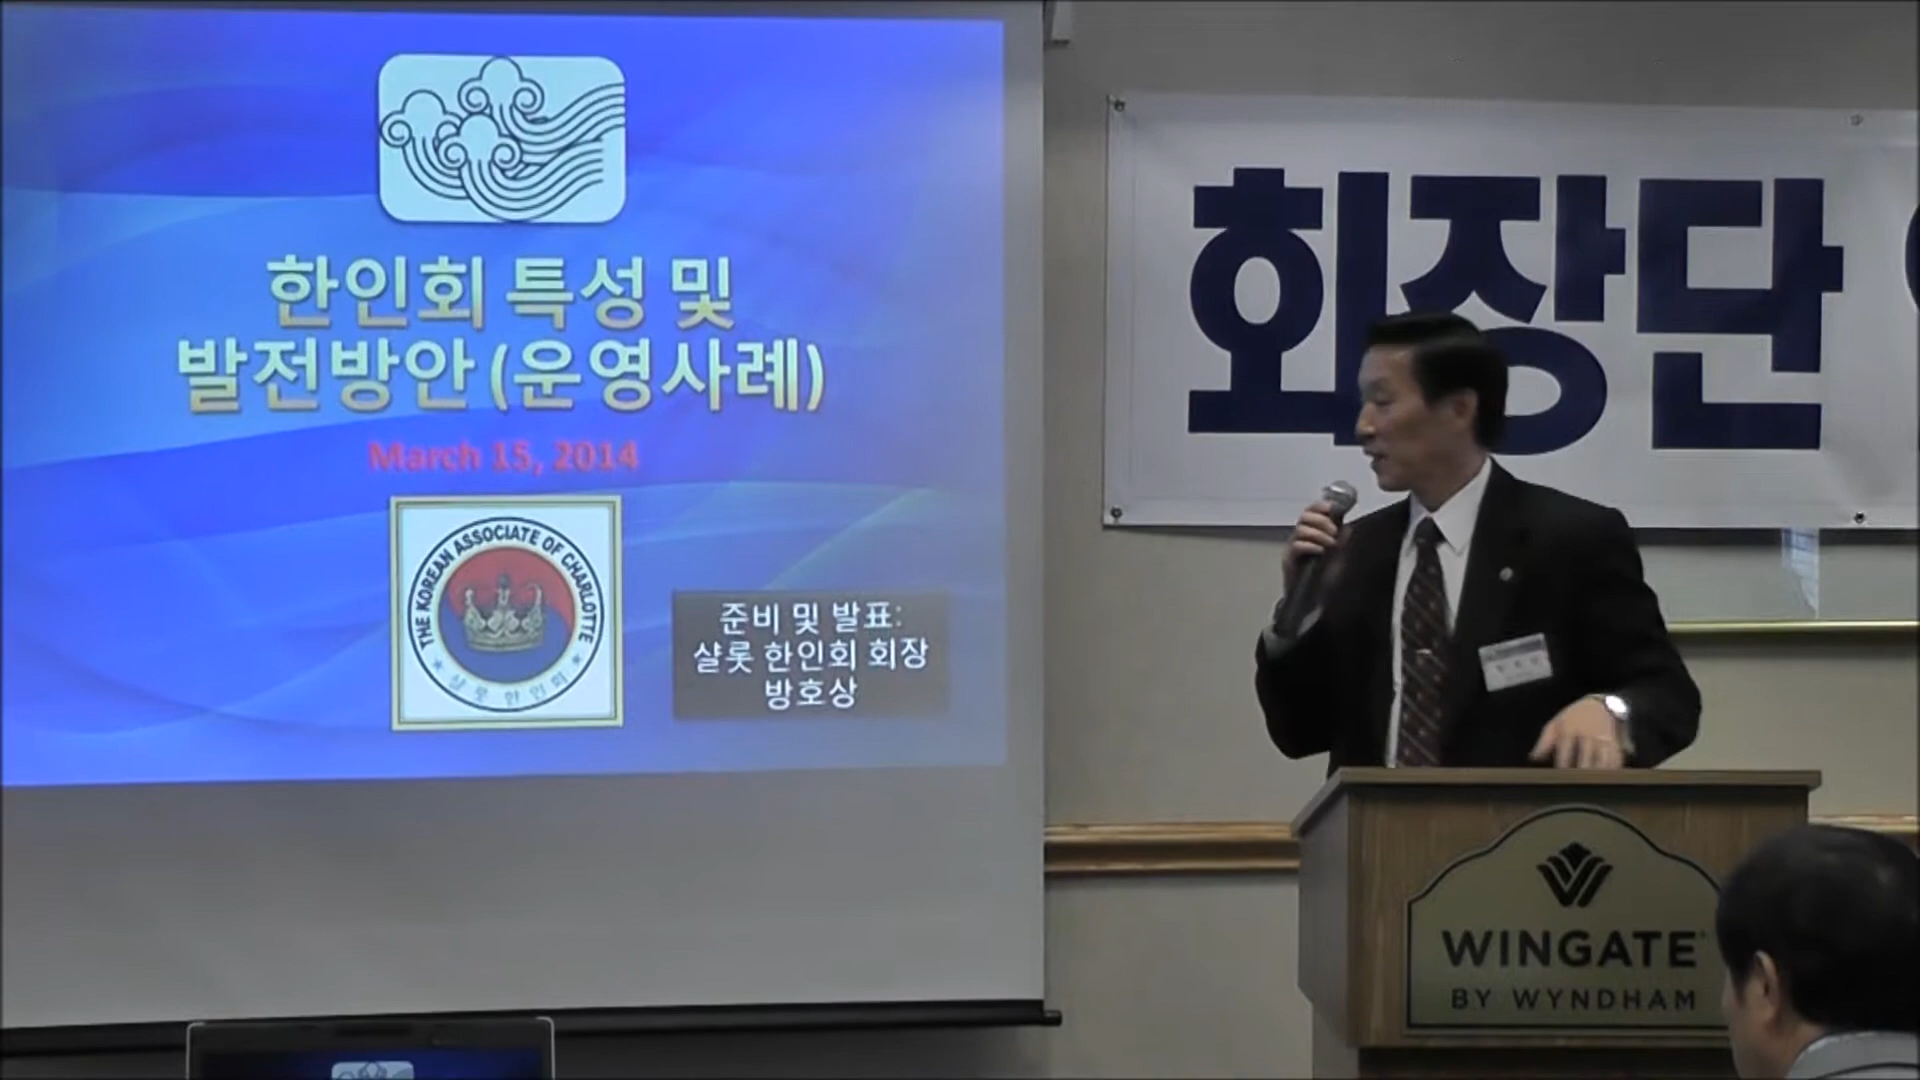 한인회 특성 및
발전방안 (운영사례)
March 15, 2014
THE KOREAN ASSOCIATE OF CHARLOTTE
샬롯한인회
준비 및 발표:
샬롯 한인회 회장
방호상
회장단
WINGATE
BY WYNDHAM